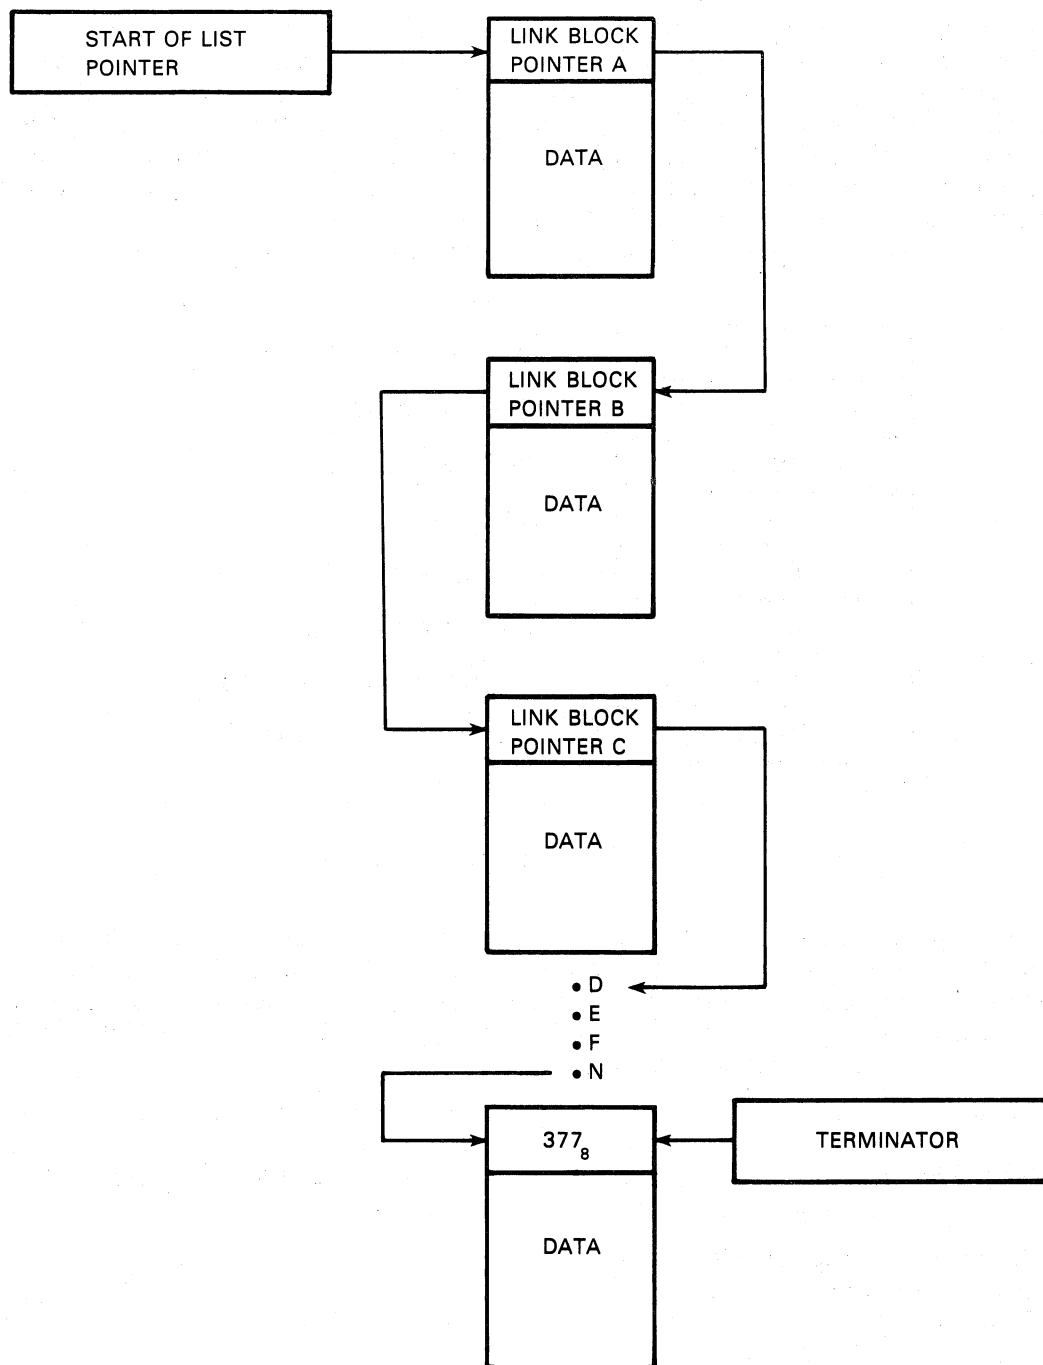 START OF LIST
POINTER
LINK BLOCK
POINTER A
DATA
LINK BLOCK
POINTER B
DATA
LINK BLOCK
POINTER C
DATA
• D
• E
• F
• N
377₈
TERMINATOR
DATA